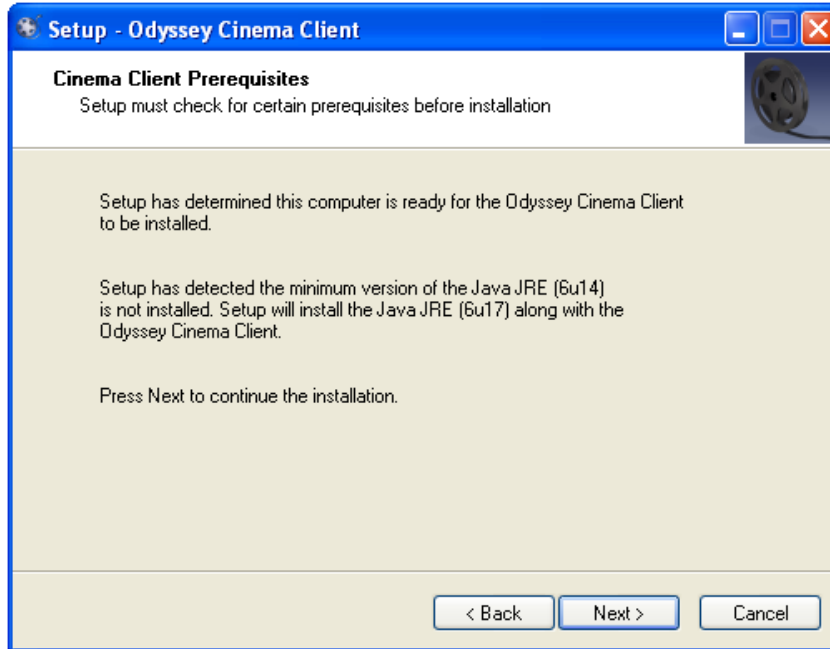 Setup - Odyssey Cinema Client
Cinema Client Prerequisites
Setup must check for certain prerequisites before installation
Setup has determined this computer is ready for the Odyssey Cinema Client
to be installed.
Setup has detected the minimum version of the Java JRE (6u14)
is not installed. Setup will install the Java JRE (6u17) along with the
Odyssey Cinema Client.
Press Next to continue the installation.
< Back Next > Cancel